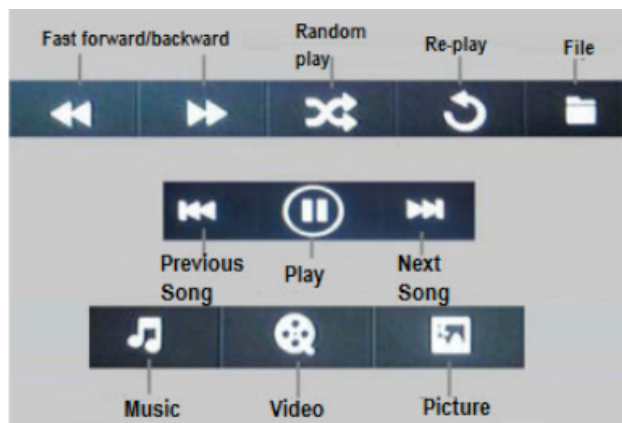 Fast forward/backward
Random
play
Re-play
File
Previous
Song
Play
Next
Song
Music
Video
Picture